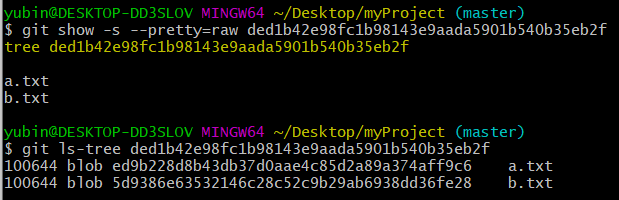 yubin@DESKTOP-DD3SLOV MINGW64 ~/Desktop/myProject (master)
$ git show -s --pretty=raw ded1b42e98fc1b98143e9aada5901b540b35eb2f
tree ded1b42e98fc1b98143e9aada5901b540b35eb2f
a.txt
b.txt
yubin@DESKTOP-DD3SLOV MINGW64 ~/Desktop/myProject (master)
$ git ls-tree ded1b42e98fc1b98143e9aada5901b540b35eb2f
100644 blob ed9b228d8b43db37d0aae4c85d2a89a374aff9c6    a.txt
100644 blob 5d9386e63532146c28c52c9b29ab6938dd36fe28    b.txt